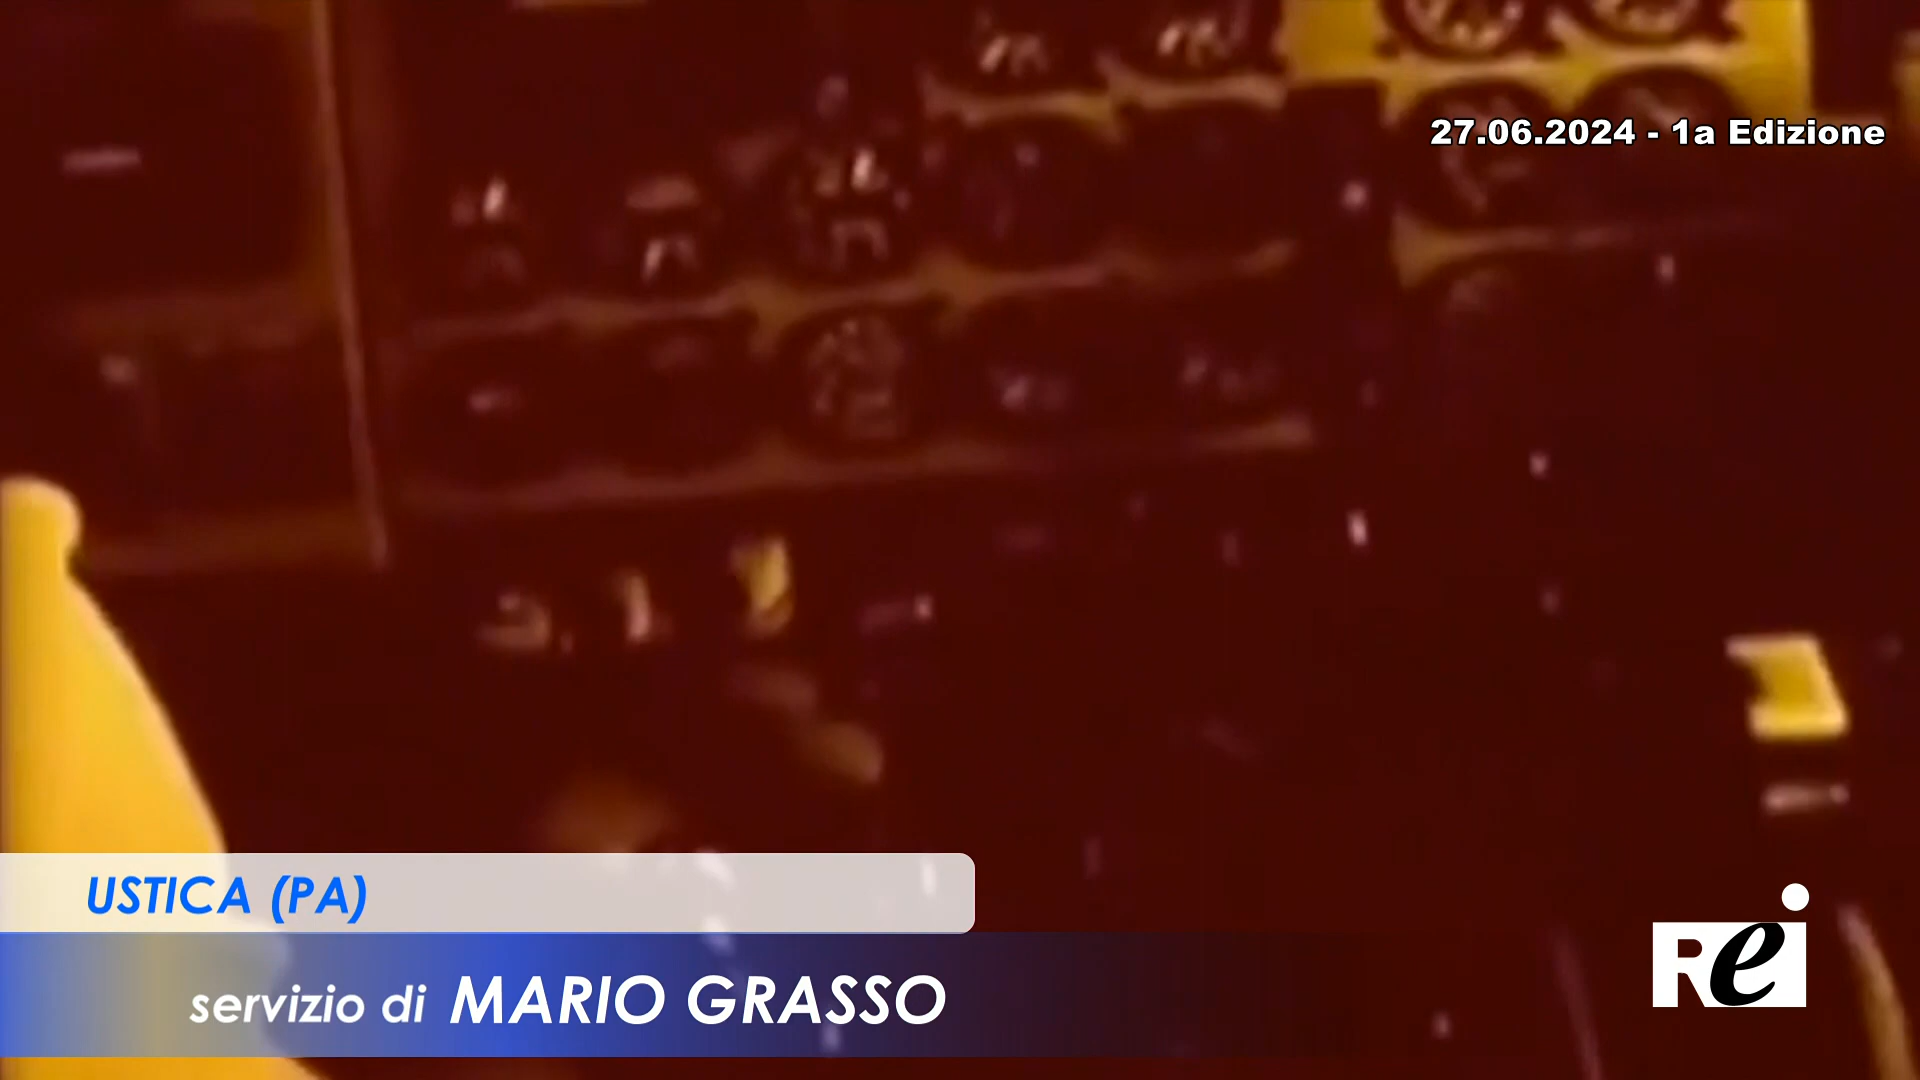 27.06.2024 - 1a Edizione
USTICA (PA)
servizio di MARIO GRASSO
Rei